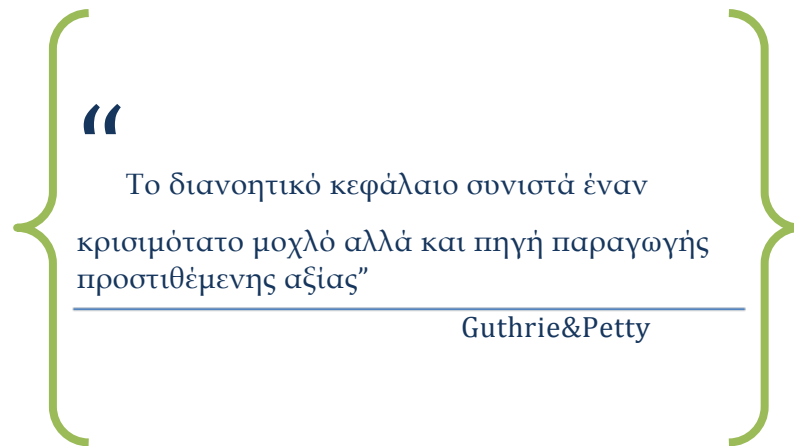 “
Το διανοητικό κεφάλαιο συνιστά έναν
κρισιμότατο μοχλό αλλά και πηγή παραγωγής
προστιθέμενης αξίας”
Guthrie&Petty